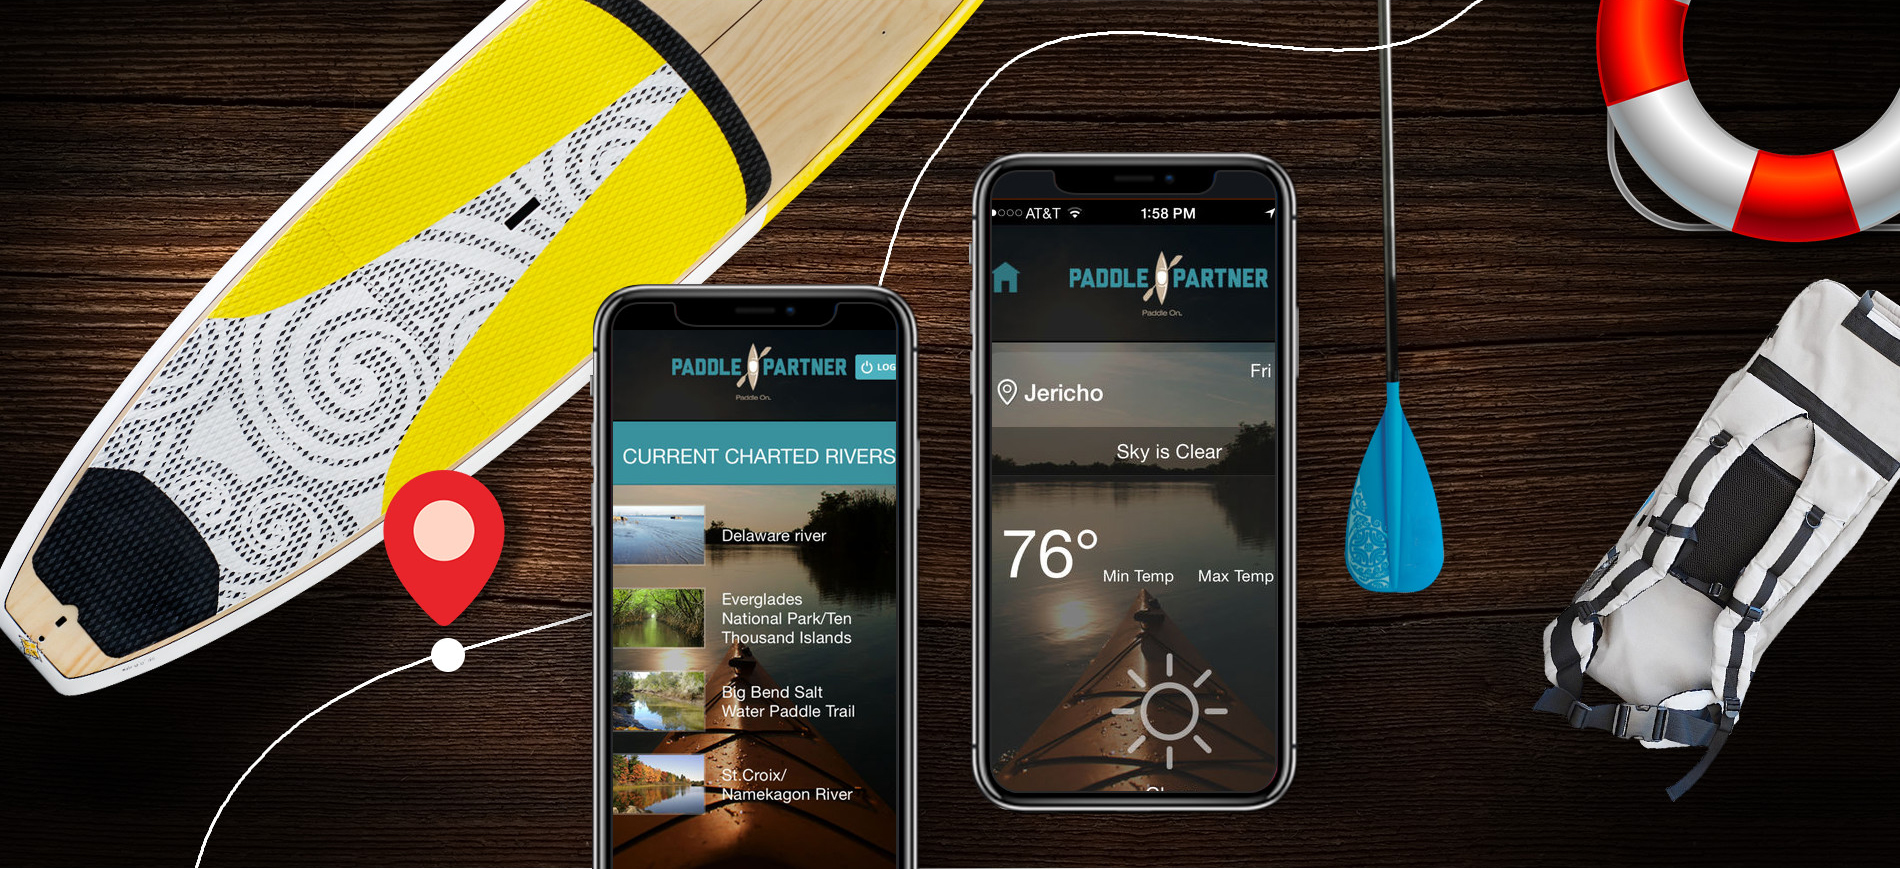 PADDLE PARTNER
LOG
Paddle On.
CURRENT CHARTED RIVERS
Delaware river
Everglades
National Park/Ten
Thousand Islands
Big Bend Salt
Water Paddle Trail
St.Croix/
Namekagon River
AT&T 1:58 PM
PADDLE PARTNER
Paddle On.
Fri
Jericho
Sky is Clear
76°
Min Temp Max Temp